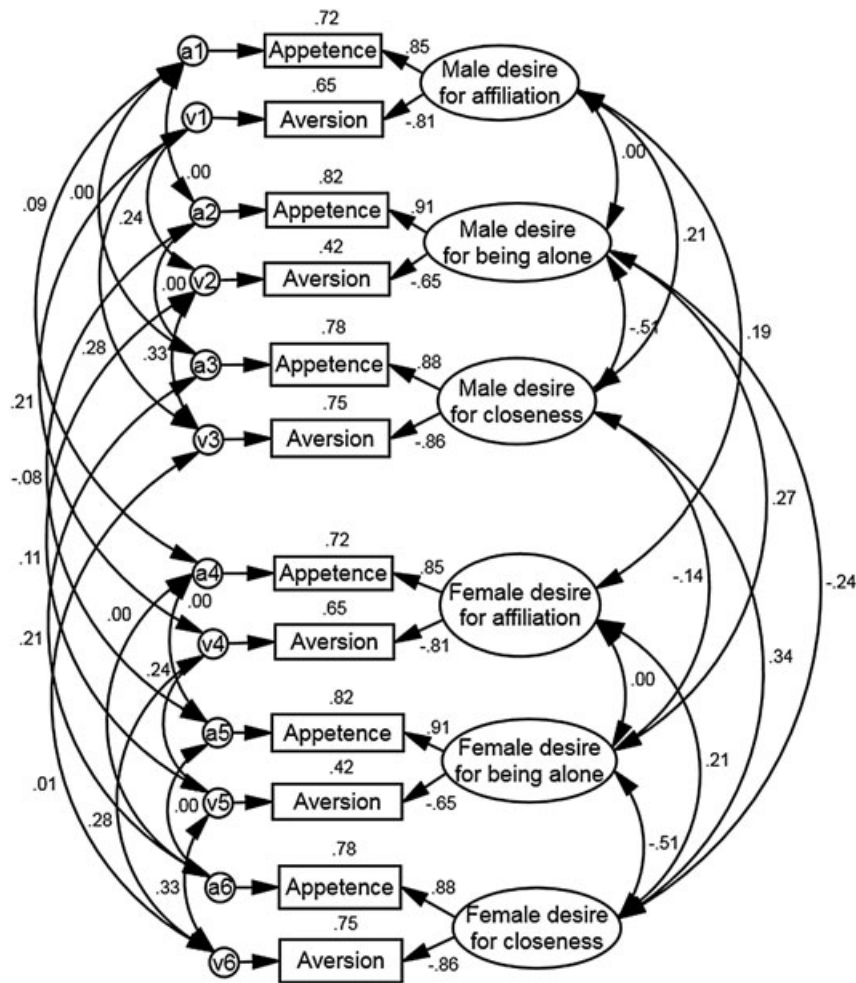 .72
a1
Appetence
.85
Male desire
for affiliation
.65
v1
Aversion
-.81
.00
.00
.09
.00
.82
a2
Appetence
.91
Male desire
for being alone
.21
.24
.42
v2
Aversion
-.65
.00
.28
.33
.78
a3
Appetence
.88
-.51
.19
Male desire
for closeness
.75
v3
Aversion
-.86
.21
-.08
.11
.21
.01
.27
-.14
-.24
.34
.72
a4
Appetence
.85
Female desire
for affiliation
.00
.00
.65
v4
Aversion
-.81
.24
.00
.82
a5
Appetence
.91
Female desire
for being alone
.21
.42
v5
Aversion
-.65
.00
.28
-.51
.78
a6
Appetence
.88
Female desire
for closeness
.33
.75
v6
Aversion
-.86